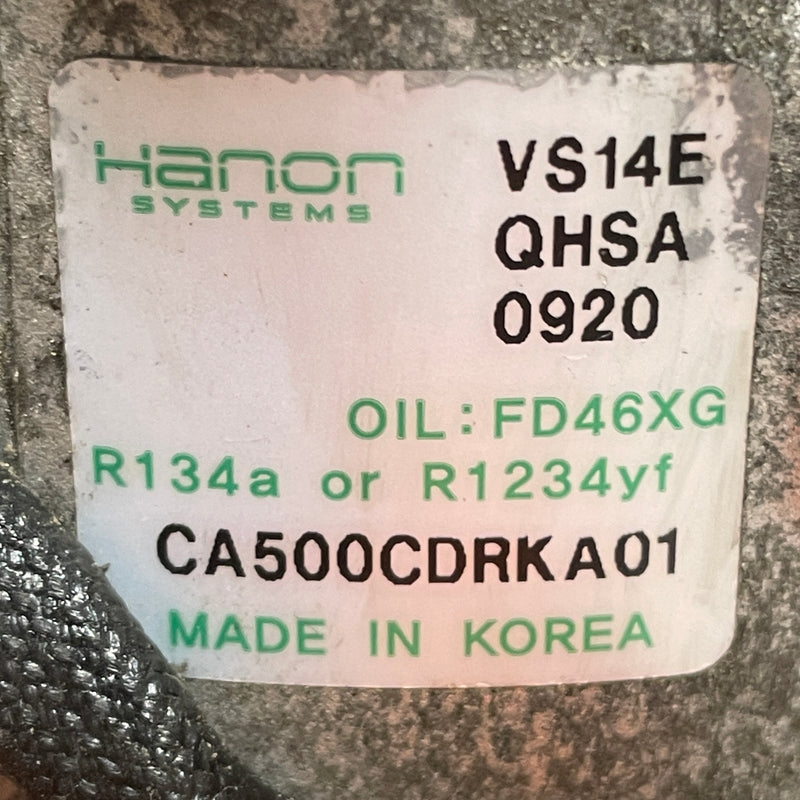 Hanon
SYSTEMS
VS14E
QHSA
0920
OIL: FD46XG
R134a or R1234yf
CA500CDRKA01
MADE IN KOREA